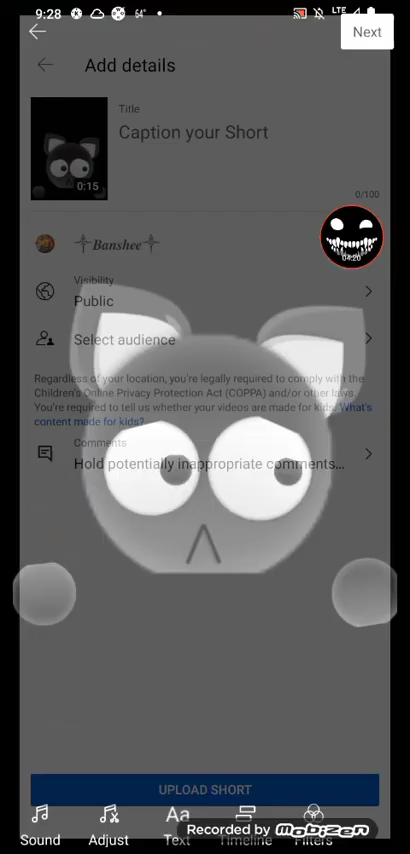 9:28
64°
LTE
Next
Add details
Title
Caption your Short
0:15
0/100
Banshee
04:20
Visibility
Public
Select audience
Regardless of your location, you're legally required to comply with the
Children's Online Privacy Protection Act (COPPA) and/or other laws.
You're required to tell us whether your videos are made for kids. What's
content made for kids?
Comments
Hold potentially inappropriate comments...
UPLOAD SHORT
Aa
Sound
Adjust
Text
Timeline
Filters
Recorded by Mobizen